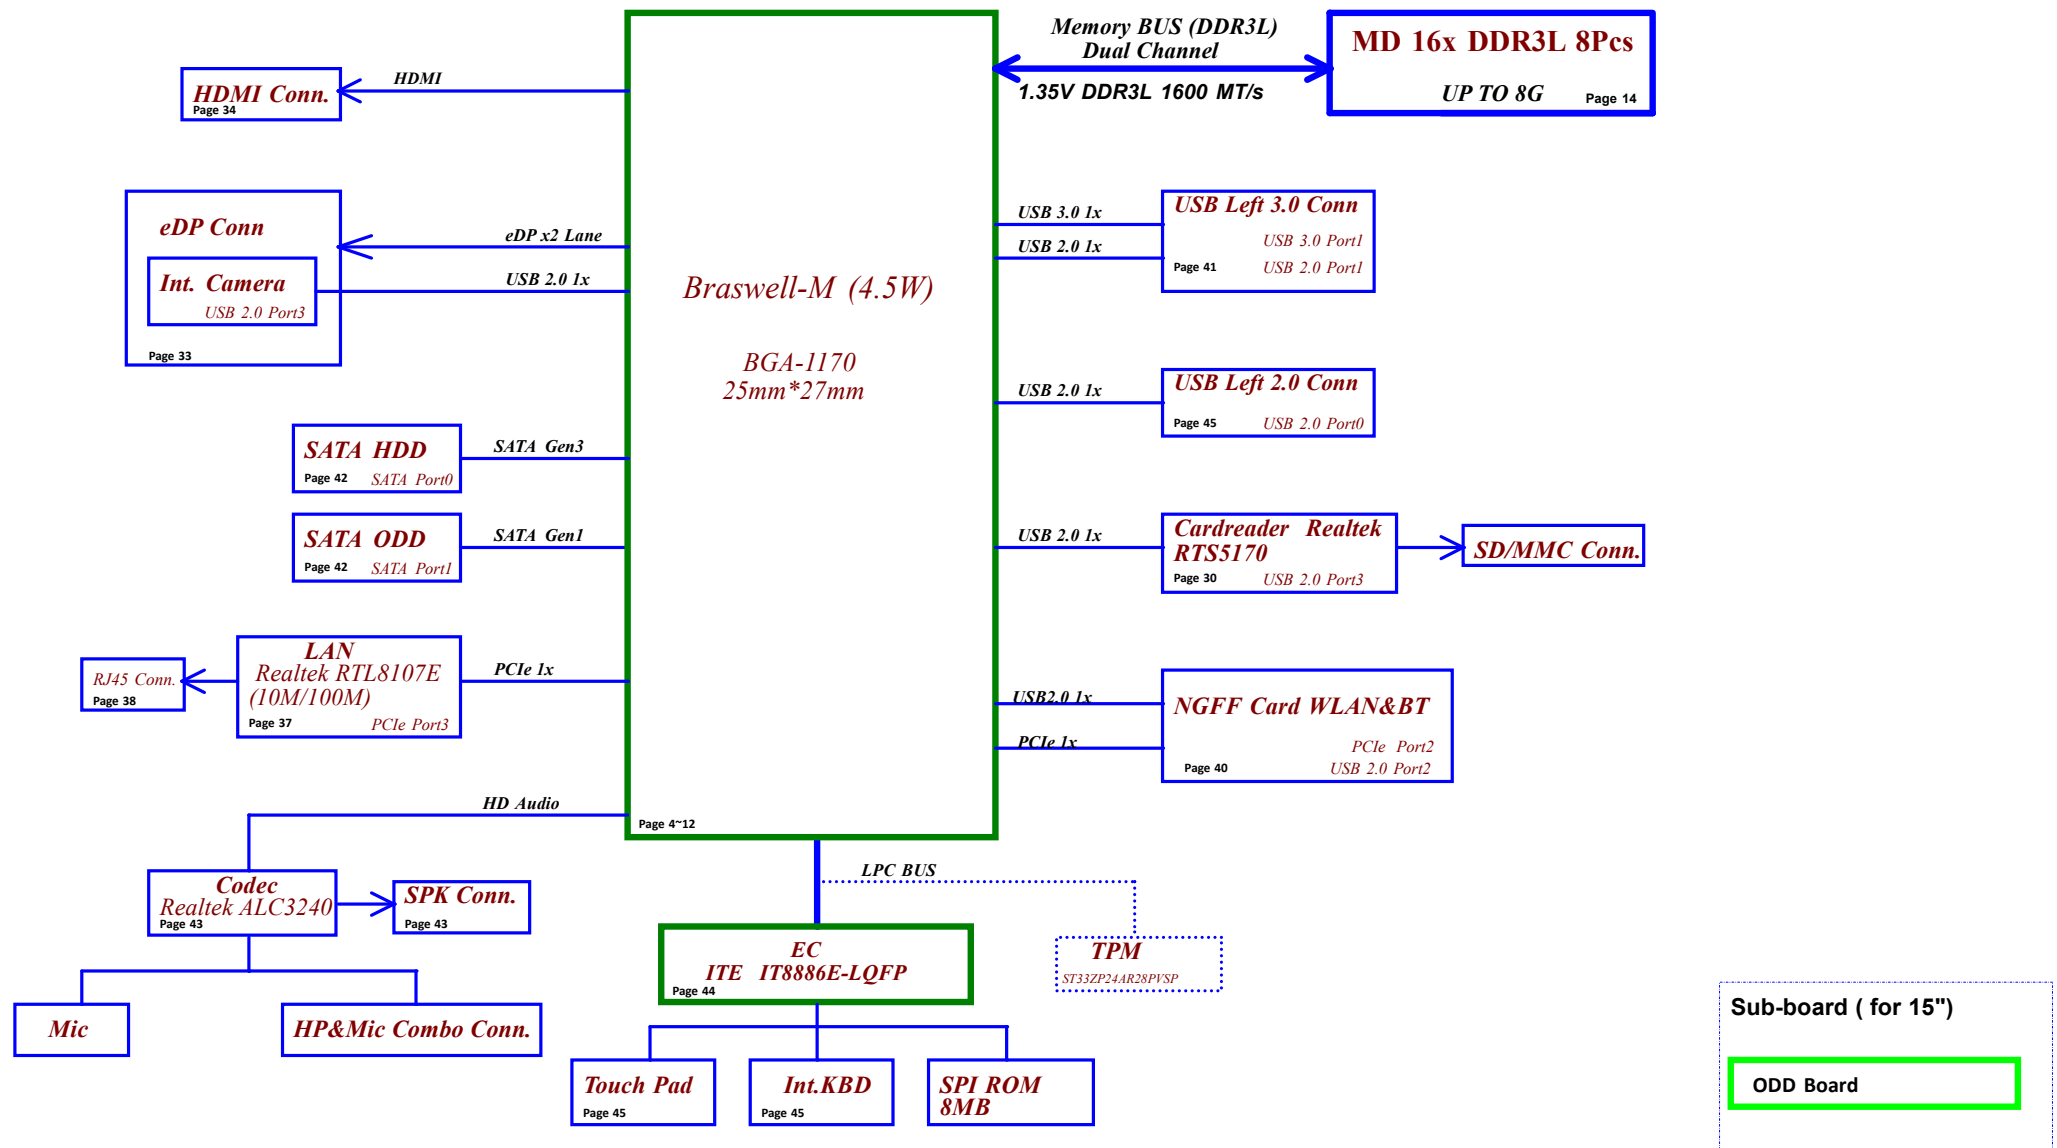 Memory BUS (DDR3L)
Dual Channel
1.35V DDR3L 1600 MT/s
MD 16x DDR3L 8Pcs
UP TO 8G
Page 14
HDMI
HDMI Conn.
Page 34
eDP Conn
eDP x2 Lane
Int. Camera
USB 2.0 Port3
USB 2.0 1x
Page 33
Braswell-M (4.5W)
BGA-1170
25mm*27mm
Page 4~12
USB 3.0 1x
USB 2.0 1x
USB Left 3.0 Conn
USB 3.0 Port1
Page 41 USB 2.0 Port1
USB 2.0 1x
USB Left 2.0 Conn
Page 45 USB 2.0 Port0
SATA HDD
Page 42 SATA Port0
SATA Gen3
SATA ODD
Page 42 SATA Port1
SATA Gen1
USB 2.0 1x
Cardreader Realtek
RTS5170
Page 30 USB 2.0 Port3
SD/MMC Conn.
LAN
Realtek RTL8107E
(10M/100M)
Page 37 PCIe Port3
PCIe 1x
RJ45 Conn.
Page 38
USB2.0 1x
PCIe 1x
NGFF Card WLAN&BT
PCIe Port2
Page 40 USB 2.0 Port2
HD Audio
Codec
Realtek ALC3240
Page 43
SPK Conn.
Page 43
Mic
HP&Mic Combo Conn.
LPC BUS
EC
ITE IT8886E-LQFP
Page 44
TPM
ST33ZP24AR28PVSP
Touch Pad
Page 45
Int.KBD
Page 45
SPI ROM
8MB
Sub-board ( for 15")
ODD Board